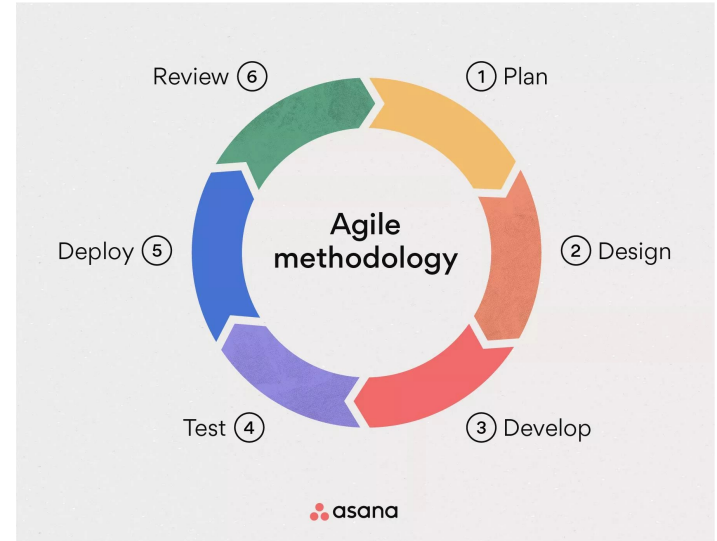 Agile
methodology
1 Plan
2 Design
3 Develop
4 Test
5 Deploy
6 Review
asana